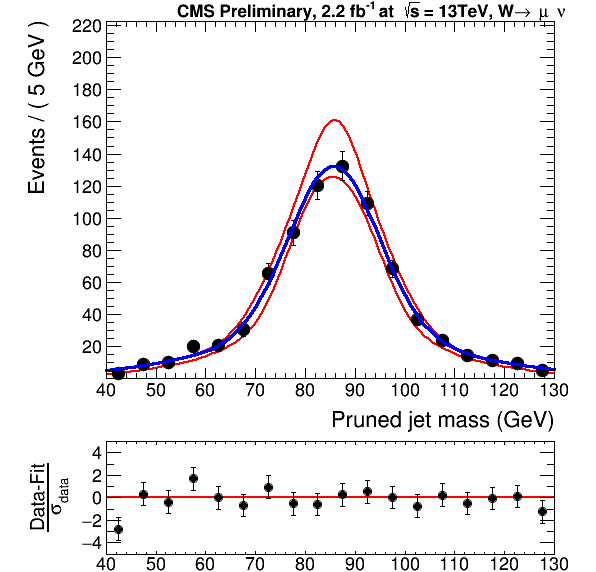 CMS Preliminary, 2.2 fb⁻¹ at √s = 13TeV, W→ μ ν
Events / ( 5 GeV )
220
200
180
160
140
120
100
80
60
40
20
40 50 60 70 80 90 100 110 120 130
Pruned jet mass (GeV)
Data-Fit
σdata
4
2
0
−2
−4
40 50 60 70 80 90 100 110 120 130